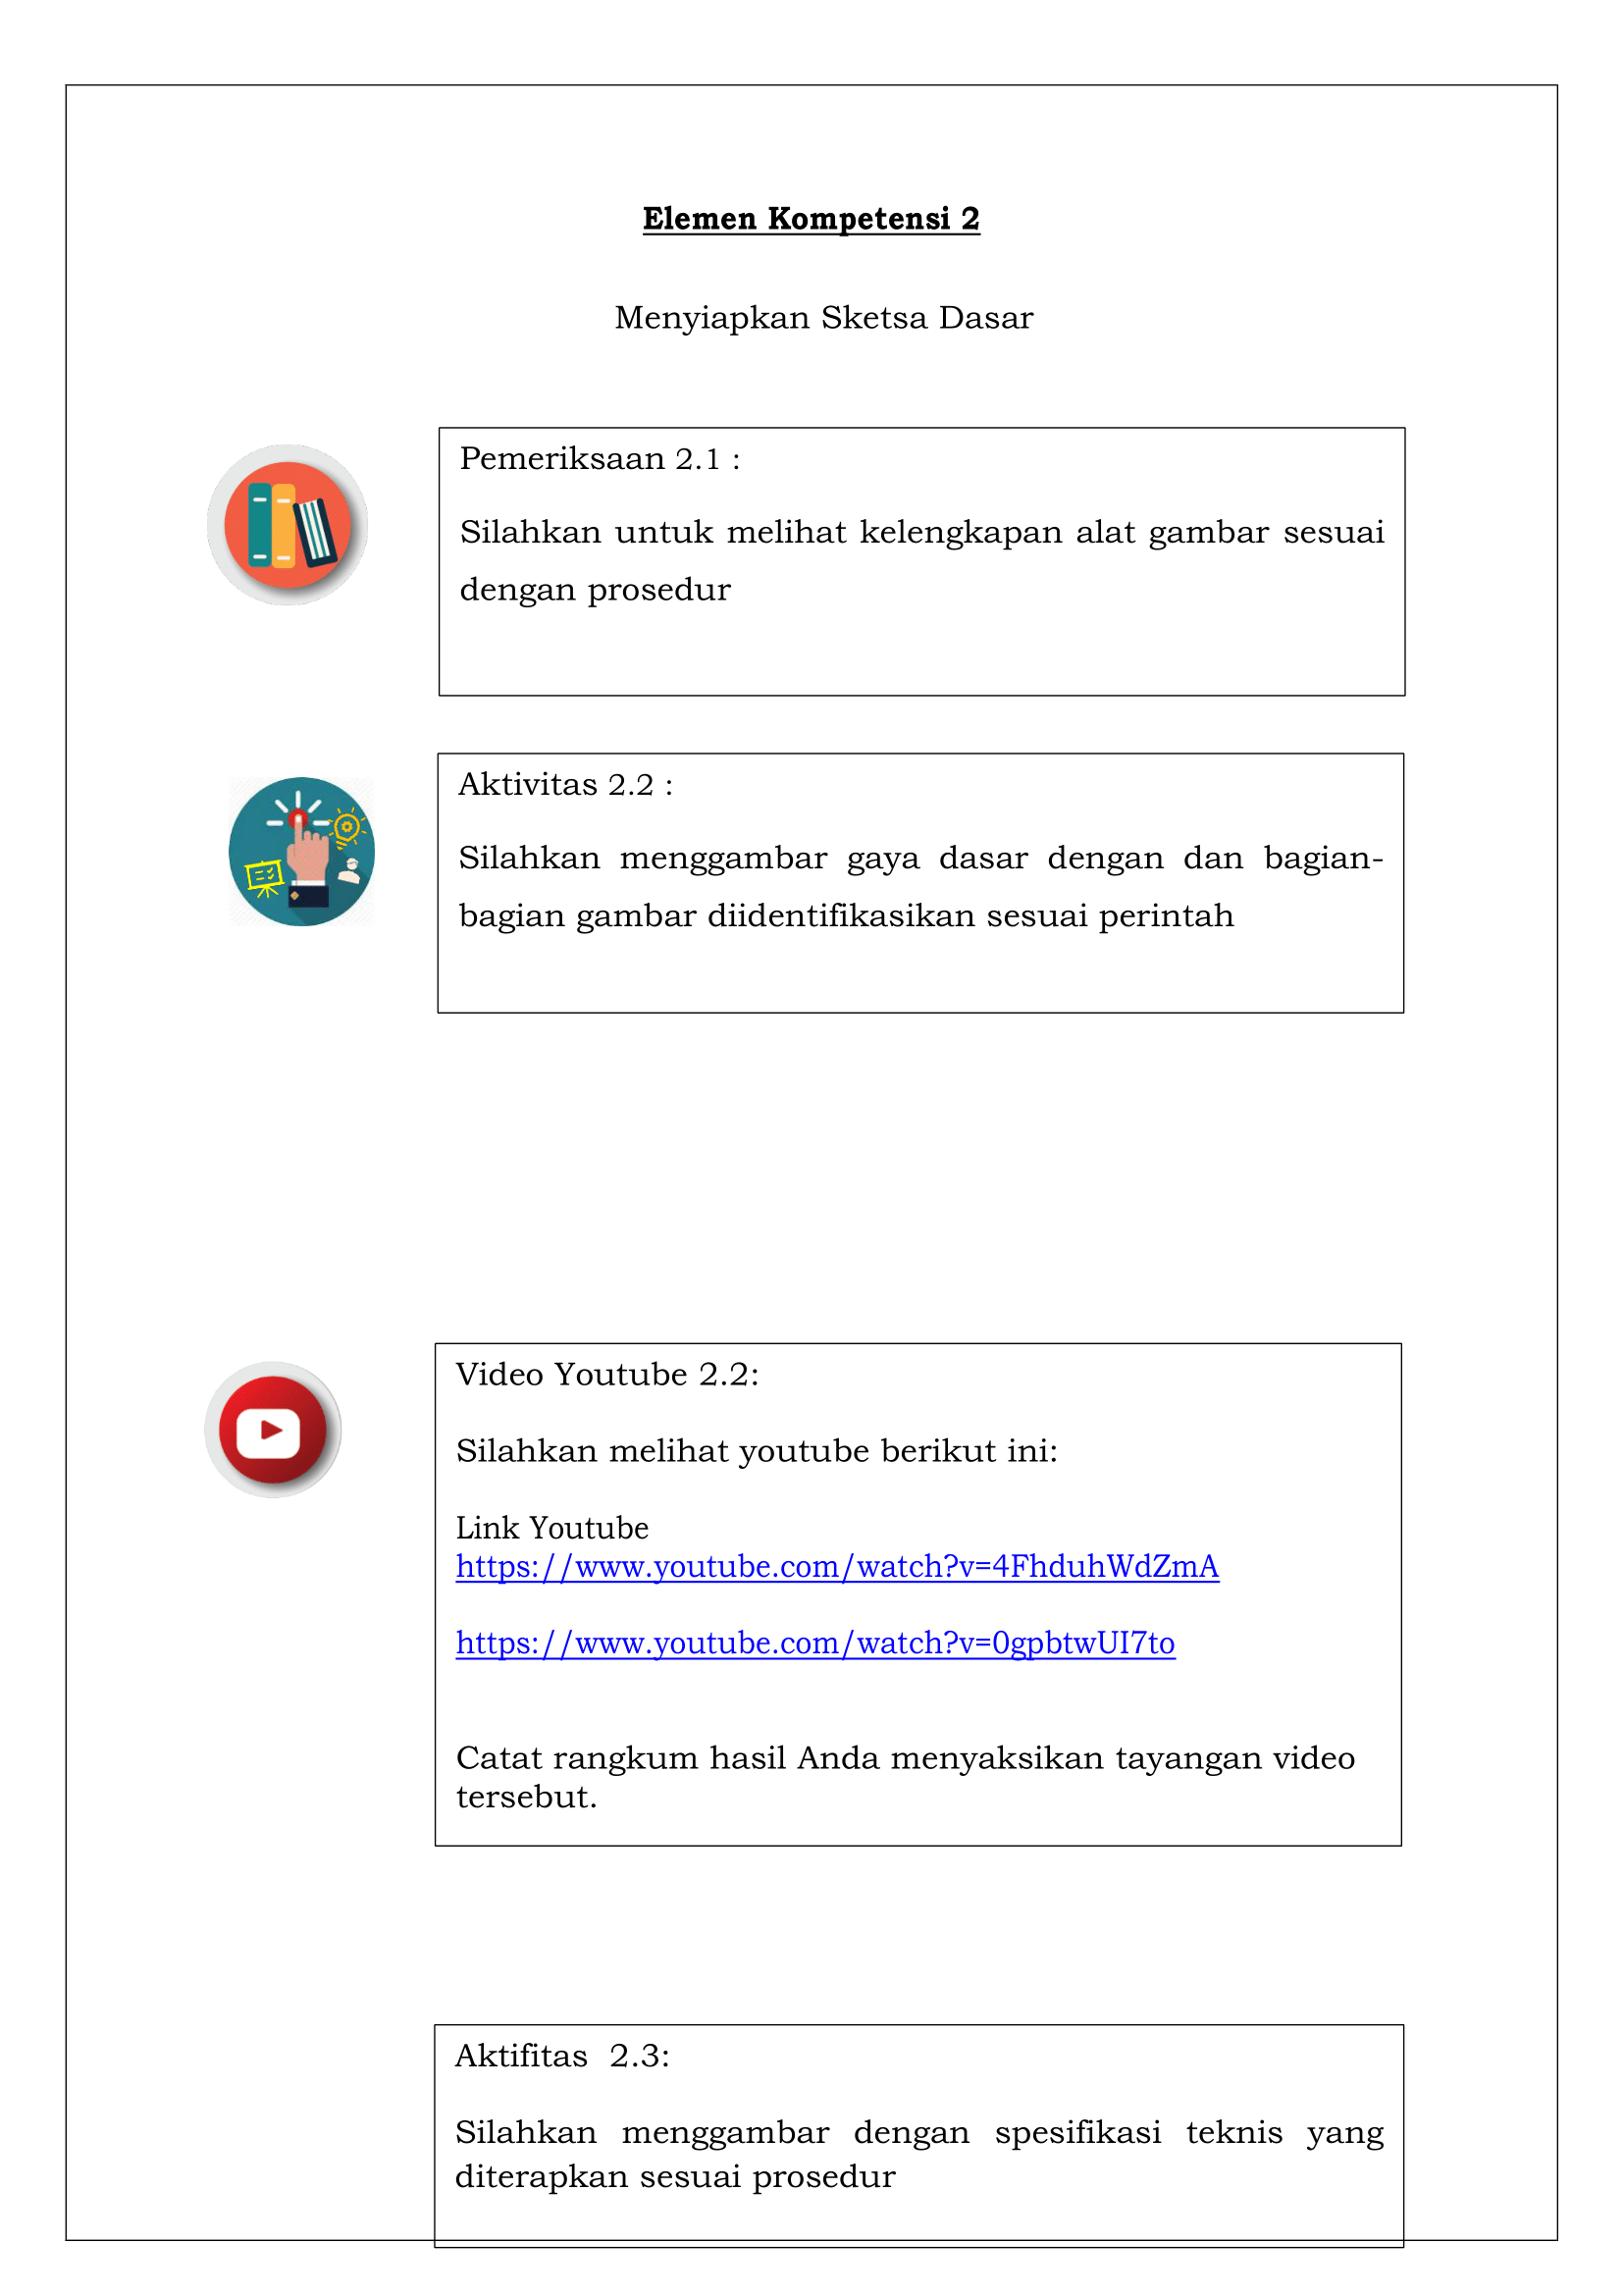 Elemen Kompetensi 2
Menyiapkan Sketsa Dasar
Pemeriksaan 2.1 :
Silahkan untuk melihat kelengkapan alat gambar sesuai
dengan prosedur
Aktivitas 2.2 :
Silahkan menggambar gaya dasar dengan dan bagian-
bagian gambar diidentifikasikan sesuai perintah
Video Youtube 2.2:
Silahkan melihat youtube berikut ini:
Link Youtube
https://www.youtube.com/watch?v=4FhduhWdZmA
https://www.youtube.com/watch?v=0gpbtwUI7to
Catat rangkum hasil Anda menyaksikan tayangan video
tersebut.
Aktifitas  2.3:
Silahkan menggambar dengan spesifikasi teknis yang
diterapkan sesuai prosedur